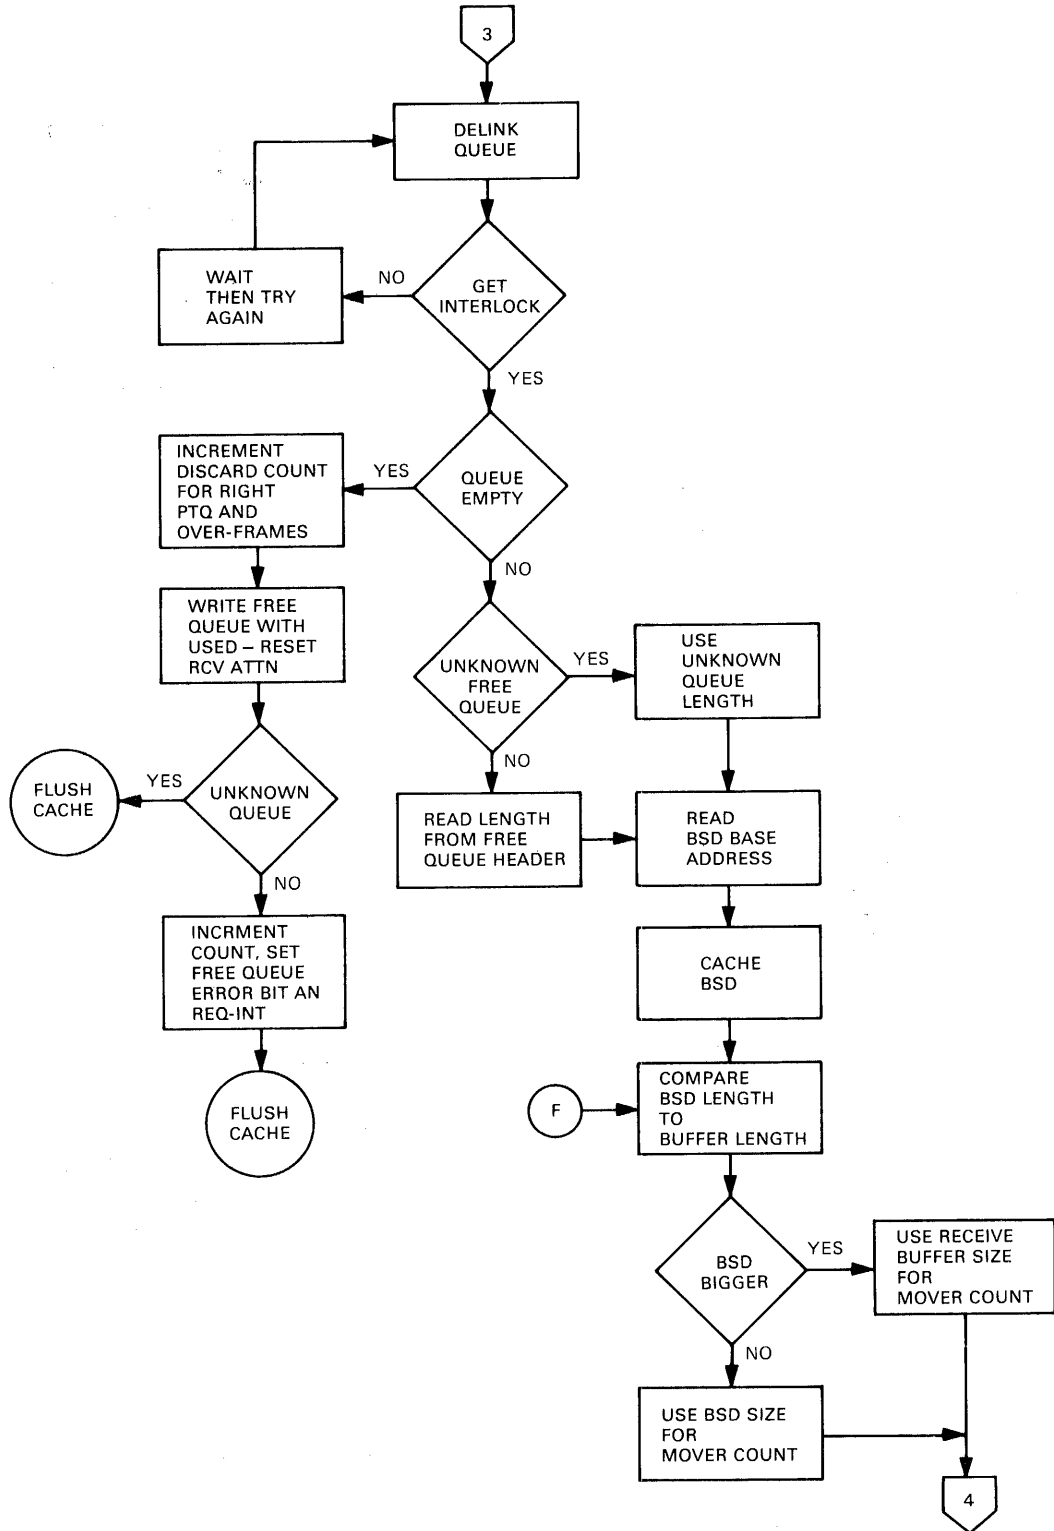 3
DELINK
QUEUE
WAIT
THEN TRY
AGAIN
NO
GET
INTERLOCK
YES
INCREMENT
DISCARD COUNT
FOR RIGHT
PTQ AND
OVER-FRAMES
YES
QUEUE
EMPTY
NO
WRITE FREE
QUEUE WITH
USED – RESET
RCV ATTN
UNKNOWN
FREE
QUEUE
YES
USE
UNKNOWN
QUEUE
LENGTH
NO
FLUSH
CACHE
YES
UNKNOWN
QUEUE
NO
READ LENGTH
FROM FREE
QUEUE HEADER
READ
BSD BASE
ADDRESS
INCRMENT
COUNT, SET
FREE QUEUE
ERROR BIT AN
REQ-INT
CACHE
BSD
FLUSH
CACHE
F
COMPARE
BSD LENGTH
TO
BUFFER LENGTH
BSD
BIGGER
YES
USE RECEIVE
BUFFER SIZE
FOR
MOVER COUNT
NO
USE BSD SIZE
FOR
MOVER COUNT
4